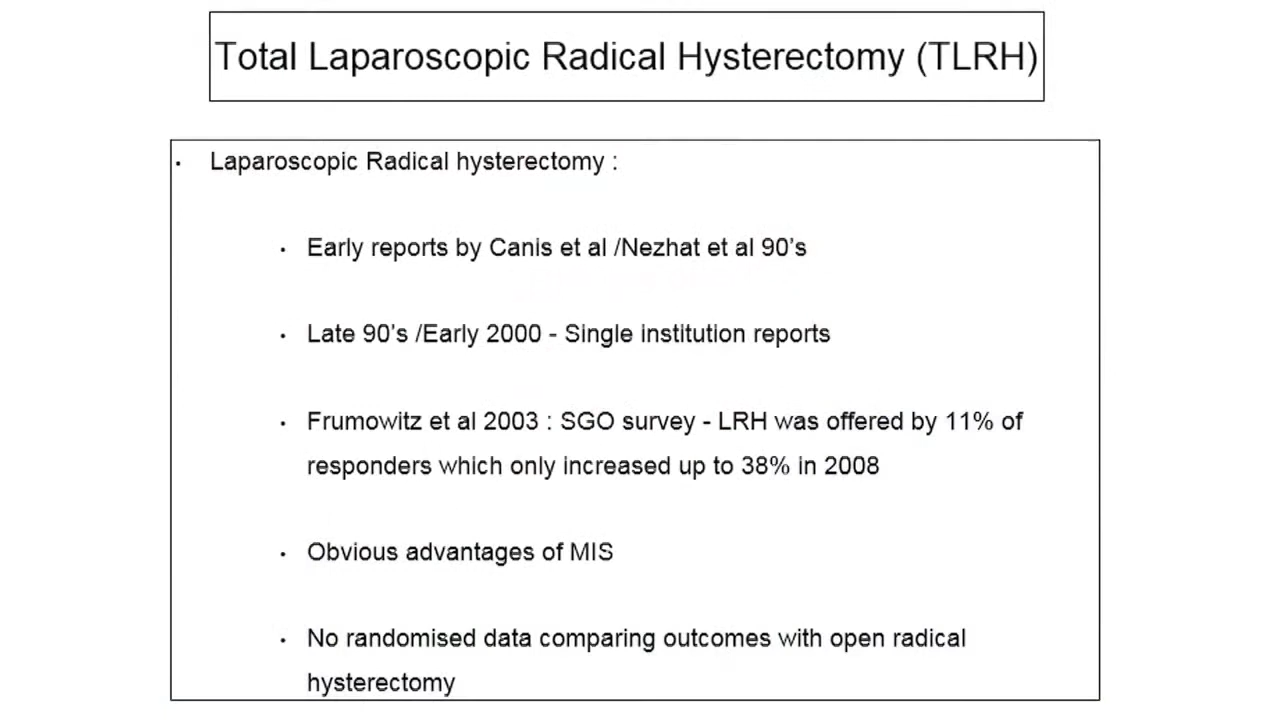 Total Laparoscopic Radical Hysterectomy (TLRH)
• Laparoscopic Radical hysterectomy :
• Early reports by Canis et al /Nezhat et al 90's
• Late 90's /Early 2000 - Single institution reports
• Frumowitz et al 2003 : SGO survey - LRH was offered by 11% of
responders which only increased up to 38% in 2008
• Obvious advantages of MIS
• No randomised data comparing outcomes with open radical
hysterectomy